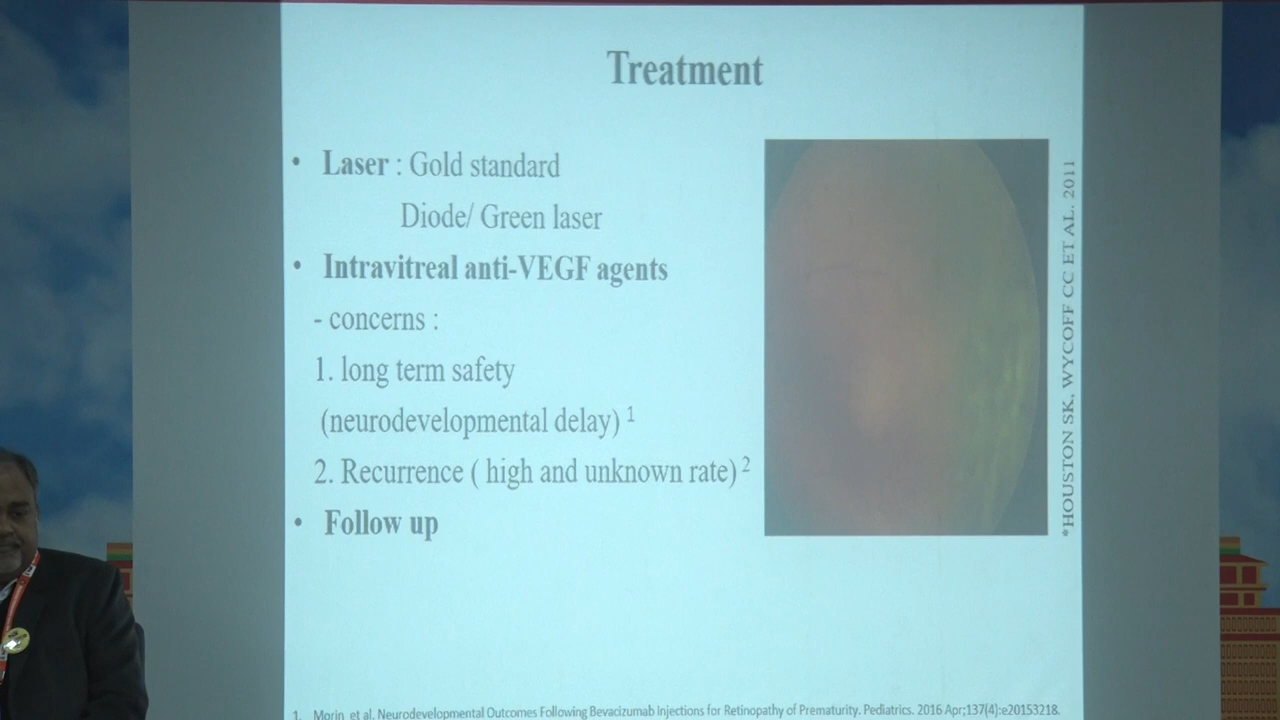 Treatment
• Laser : Gold standard
Diode/ Green laser
• Intravitreal anti-VEGF agents
- concerns :
1. long term safety
(neurodevelopmental delay) 1
2. Recurrence ( high and unknown rate) 2
• Follow up
*HOUSTON SK, WYCOFF CC ET AL. 2011
1. Morin, et al. Neurodevelopmental Outcomes Following Bevacizumab Injections for Retinopathy of Prematurity. Pediatrics. 2016 Apr;137(4):e20153218.